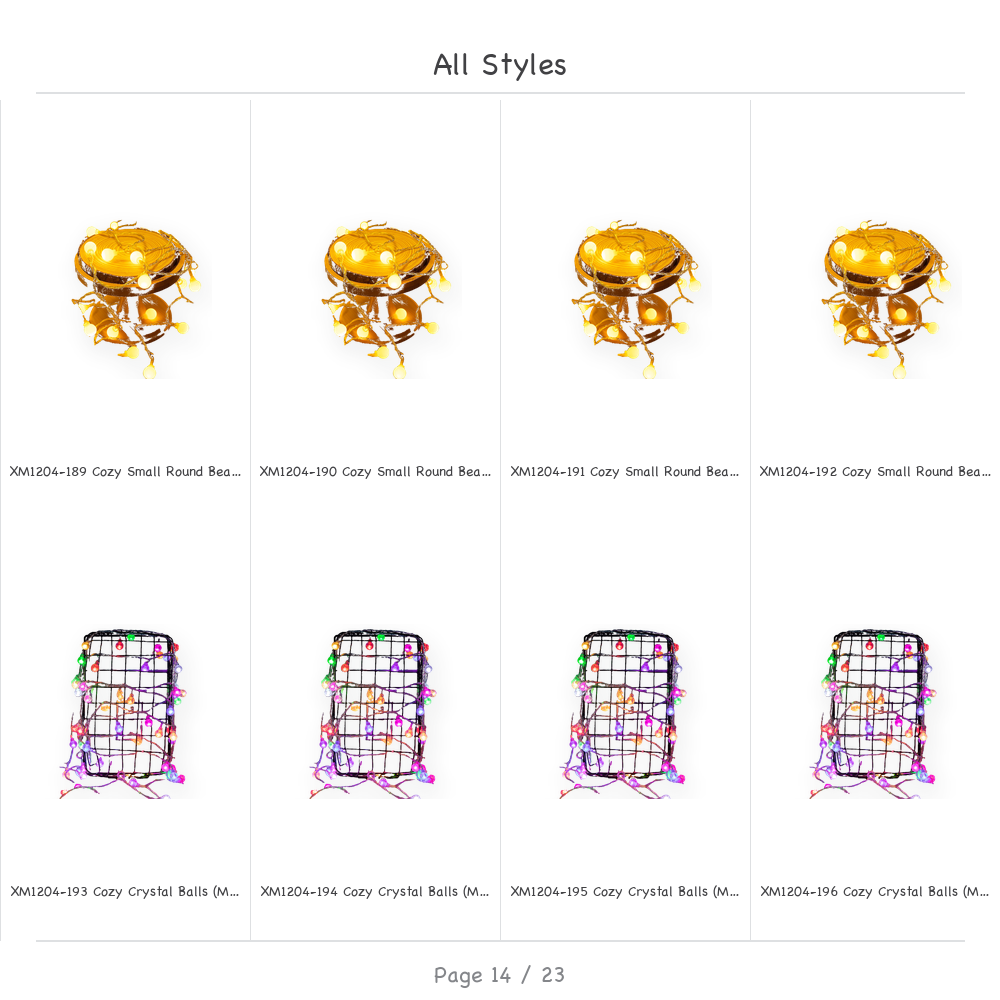 All Styles
XM1204-189 Cozy Small Round Bea...
XM1204-190 Cozy Small Round Bea...
XM1204-191 Cozy Small Round Bea...
XM1204-192 Cozy Small Round Bea...
XM1204-193 Cozy Crystal Balls (M...
XM1204-194 Cozy Crystal Balls (M...
XM1204-195 Cozy Crystal Balls (M...
XM1204-196 Cozy Crystal Balls (M...
Page 14 / 23